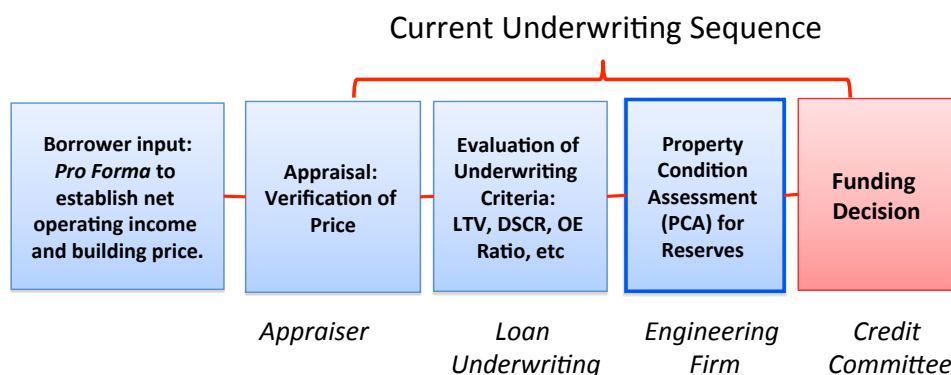 Current Underwriting Sequence
Borrower input:
Pro Forma to
establish net
operating income
and building price.
Appraisal:
Verification of
Price
Evaluation of
Underwriting
Criteria:
LTV, DSCR, OE
Ratio, etc
Property
Condition
Assessment
(PCA) for
Reserves
Funding
Decision
Appraiser
Loan
Underwriting
Engineering
Firm
Credit
Committee